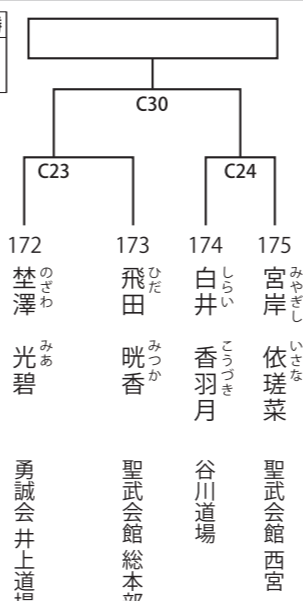 C30
C23
C24
172
173
174
175
埜澤 光碧
のざわ みあ
勇誠会 井上道場
飛田 晄香
ひだ みつか
聖武会館 総本部
白井 香羽月
しらい こうづき
谷川道場
宮岸 依瑳菜
みやぎし いさな
聖武会館 西宮